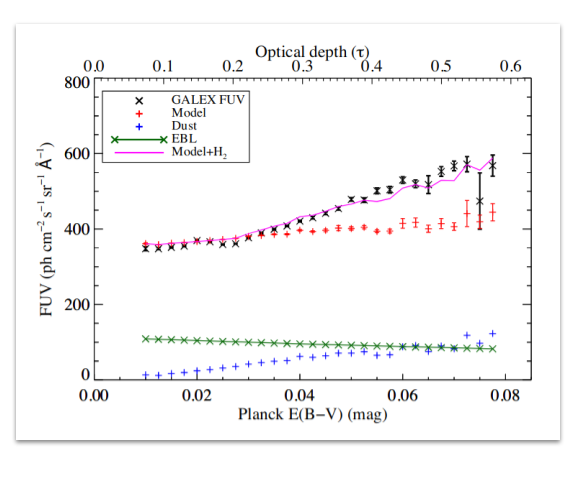 Optical depth (τ)
0.0 0.1 0.2 0.3 0.4 0.5 0.6
800
600
400
200
0
FUV (ph cm⁻² s⁻¹ sr⁻¹ Å⁻¹)
GALEX FUV
Model
Dust
EBL
Model+H₂
0.00 0.02 0.04 0.06 0.08
Planck E(B−V) (mag)